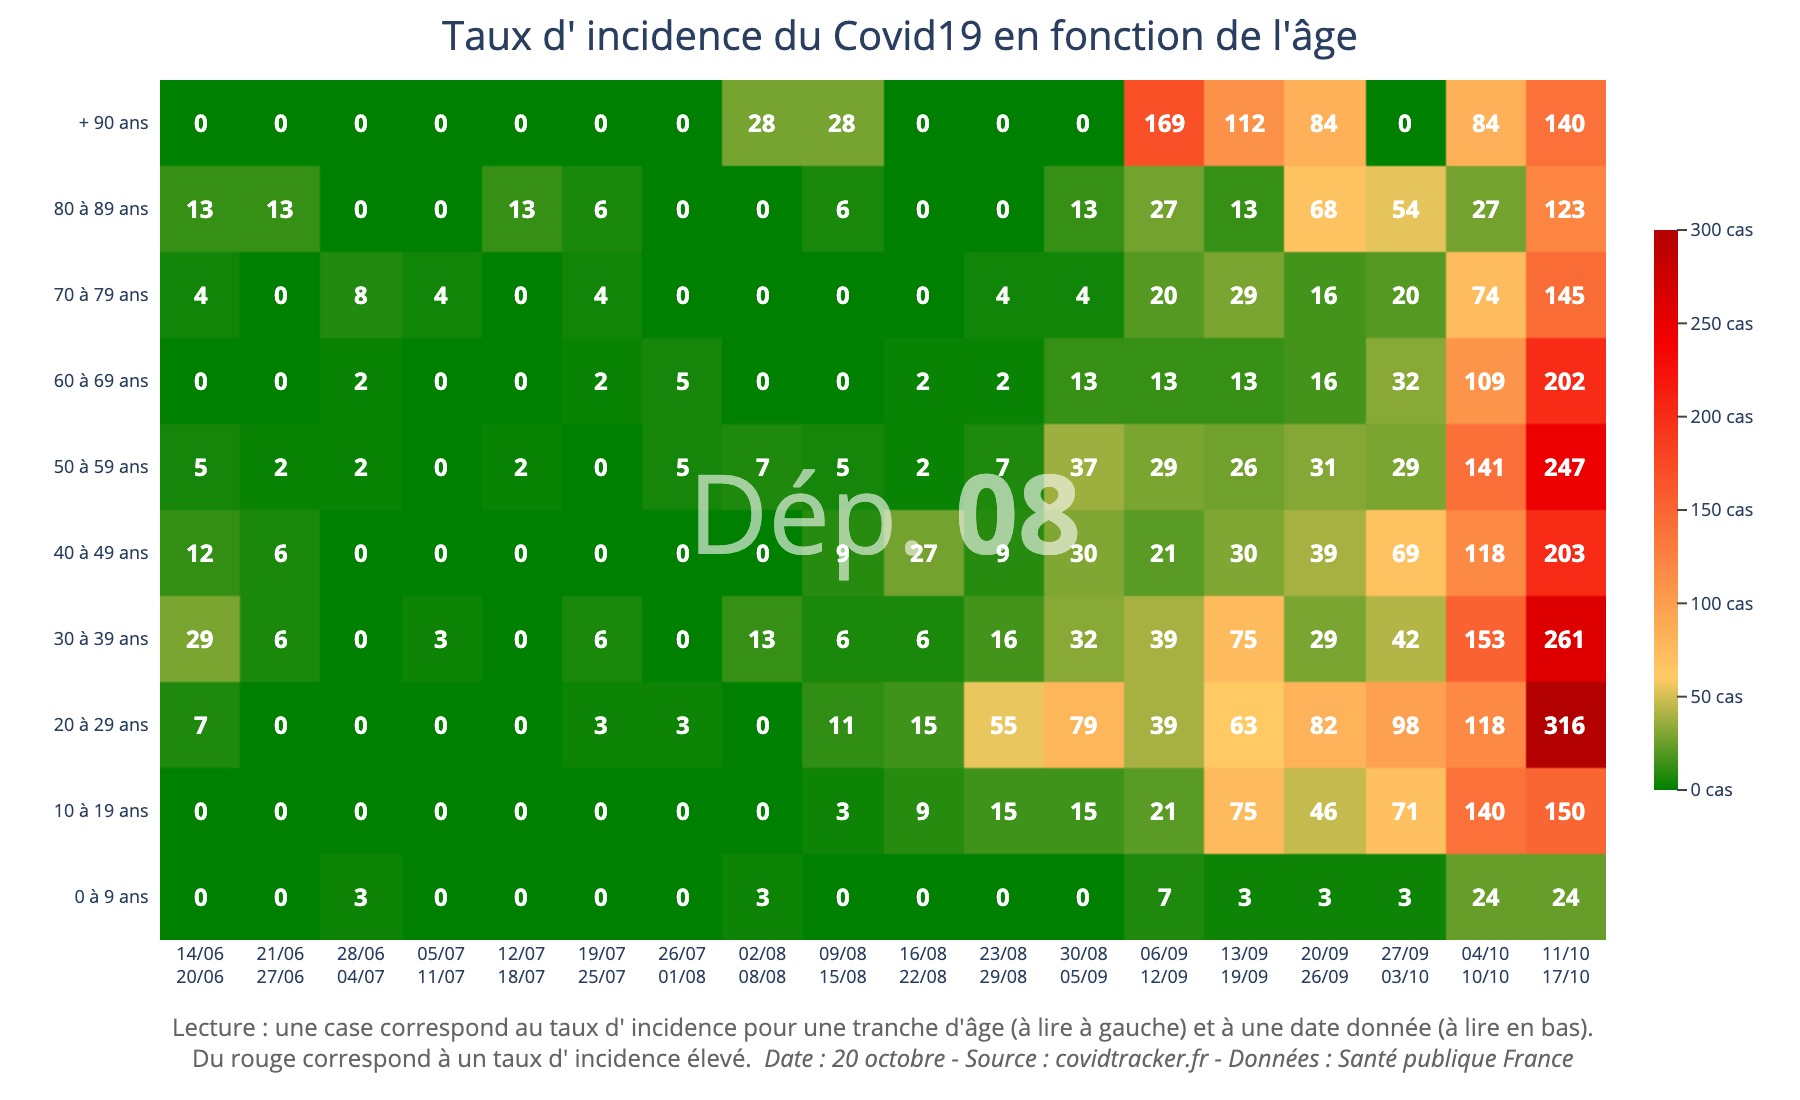 Taux d' incidence du Covid19 en fonction de l'âge
+ 90 ans 0 0 0 0 0 0 0 28 28 0 0 0 169 112 84 0 84 140
80 à 89 ans 13 13 0 0 13 6 0 0 6 0 0 13 27 13 68 54 27 123
70 à 79 ans 4 0 8 4 0 4 0 0 0 0 4 4 20 29 16 20 74 145
60 à 69 ans 0 0 2 0 0 2 5 0 0 2 2 13 13 13 16 32 109 202
50 à 59 ans 5 2 2 0 2 0 5 7 5 2 7 37 29 26 31 29 141 247
Dép. 08
40 à 49 ans 12 6 0 0 0 0 0 0 9 27 9 30 21 30 39 69 118 203
30 à 39 ans 29 6 0 3 0 6 0 13 6 6 16 32 39 75 29 42 153 261
20 à 29 ans 7 0 0 0 0 3 3 0 11 15 55 79 39 63 82 98 118 316
10 à 19 ans 0 0 0 0 0 0 0 0 3 9 15 15 21 75 46 71 140 150
0 à 9 ans 0 0 3 0 0 0 0 3 0 0 0 0 7 3 3 3 24 24
14/06 21/06 28/06 05/07 12/07 19/07 26/07 02/08 09/08 16/08 23/08 30/08 06/09 13/09 20/09 27/09 04/10 11/10
20/06 27/06 04/07 11/07 18/07 25/07 01/08 08/08 15/08 22/08 29/08 05/09 12/09 19/09 26/09 03/10 10/10 17/10
300 cas
250 cas
200 cas
150 cas
100 cas
50 cas
0 cas
Lecture : une case correspond au taux d' incidence pour une tranche d'âge (à lire à gauche) et à une date donnée (à lire en bas).
Du rouge correspond à un taux d' incidence élevé. Date : 20 octobre - Source : covidtracker.fr - Données : Santé publique France